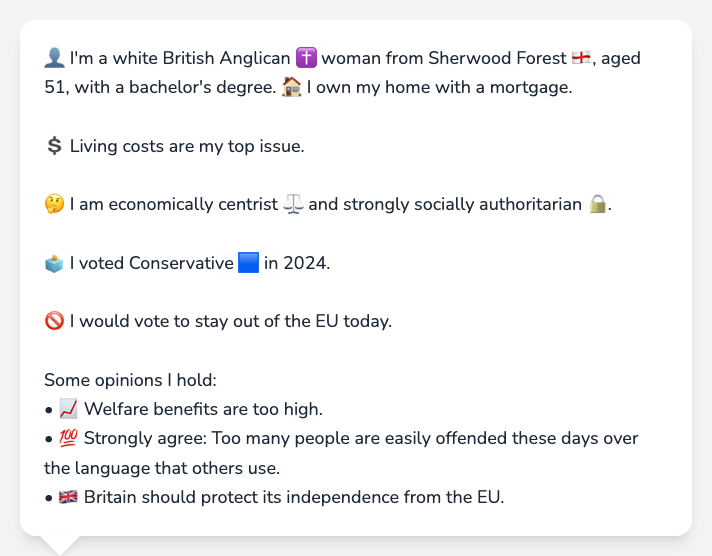 👤 I'm a white British Anglican ✝️ woman from Sherwood Forest 🏴󠁧󠁢󠁥󠁮󠁧󠁿, aged
51, with a bachelor's degree. 🏠 I own my home with a mortgage.
💲 Living costs are my top issue.
🤔 I am economically centrist ⚖️ and strongly socially authoritarian 🔒.
🗳️ I voted Conservative 🟦 in 2024.
🚫 I would vote to stay out of the EU today.
Some opinions I hold:
• 📈 Welfare benefits are too high.
• 💯 Strongly agree: Too many people are easily offended these days over
the language that others use.
• 🇬🇧 Britain should protect its independence from the EU.